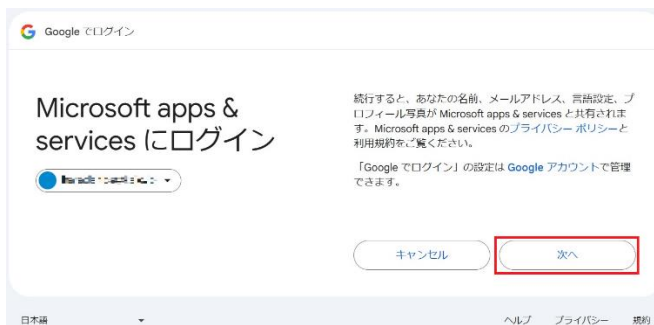 Google でログイン
Microsoft apps &
services にログイン
続行すると、あなたの名前、メールアドレス、言語設定、プ
ロフィール写真が Microsoft apps & services と共有されま
す。Microsoft apps & services のプライバシー ポリシーと
利用規約をご覧ください。
「Google でログイン」の設定は Google アカウントで管理
できます。
キャンセル
次へ
日本語
ヘルプ プライバシー 規約